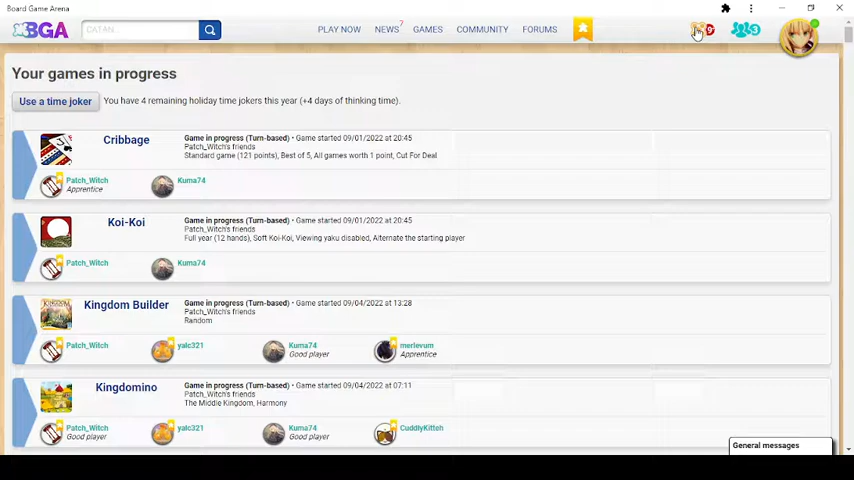 Board Game Arena
BGA CATAN... PLAY NOW NEWS 7 GAMES COMMUNITY FORUMS 9 3
Your games in progress
Use a time joker You have 4 remaining holiday time jokers this year (+4 days of thinking time).
Cribbage
Game in progress (Turn-based) • Game started 09/01/2022 at 20:45
Patch_Witch's friends
Standard game (121 points), Best of 5, All games worth 1 point, Cut For Deal
Patch_Witch Kuma74
Apprentice
Koi-Koi
Game in progress (Turn-based) • Game started 09/01/2022 at 20:45
Patch_Witch's friends
Full year (12 hands), Soft Koi-Koi, Viewing yaku disabled, Alternate the starting player
Patch_Witch Kuma74
Kingdom Builder
Game in progress (Turn-based) • Game started 09/04/2022 at 13:28
Patch_Witch's friends
Random
Patch_Witch yalc321 Kuma74 merlevum
Good player Apprentice
Kingdomino
Game in progress (Turn-based) • Game started 09/04/2022 at 07:11
Patch_Witch's friends
The Middle Kingdom, Harmony
Patch_Witch yalc321 Kuma74 CuddlyKitteh
Good player Good player
General messages